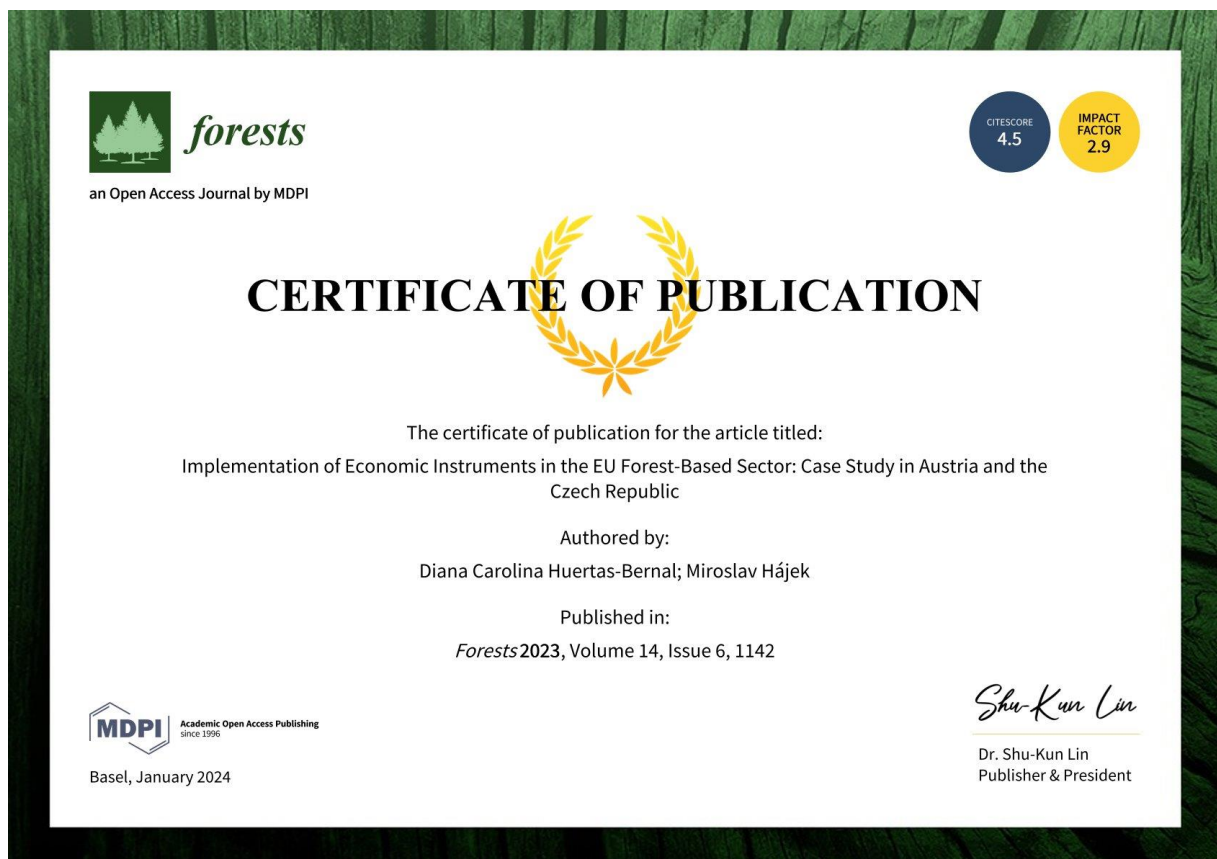 forests
an Open Access Journal by MDPI
CITESCORE
4.5
IMPACT
FACTOR
2.9
CERTIFICATE OF PUBLICATION
The certificate of publication for the article titled:
Implementation of Economic Instruments in the EU Forest-Based Sector: Case Study in Austria and the
Czech Republic
Authored by:
Diana Carolina Huertas-Bernal; Miroslav Hájek
Published in:
Forests 2023, Volume 14, Issue 6, 1142
Shu-Kun Lin
MDPI
Academic Open Access Publishing
since 1996
Basel, January 2024
Dr. Shu-Kun Lin
Publisher & President